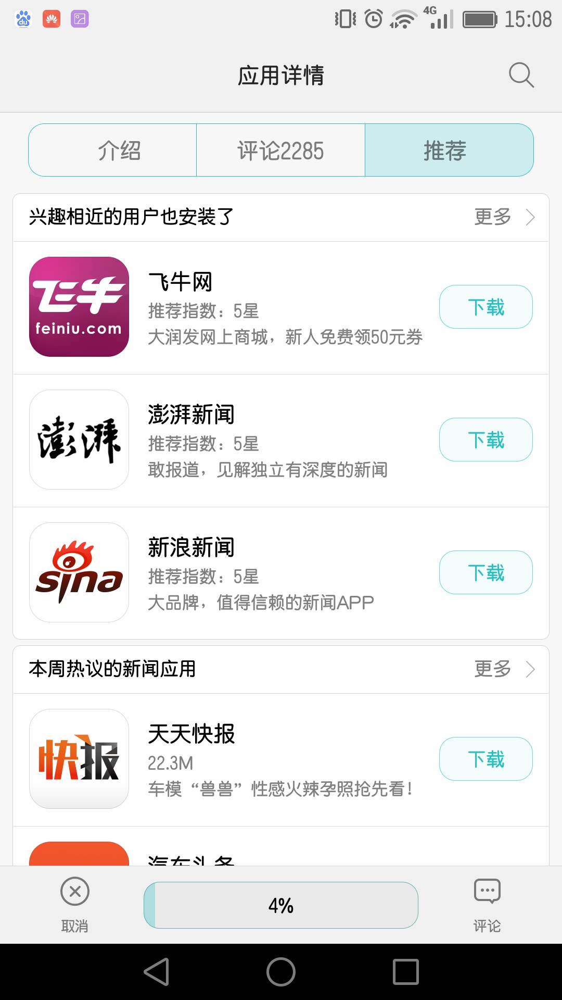 du
4G
15:08
应用详情
介绍
评论2285
推荐
兴趣相近的用户也安装了
更多
飞牛
feiniu.com
飞牛网
推荐指数：5星
大润发网上商城，新人免费领50元券
下载
澎湃
澎湃新闻
推荐指数：5星
敢报道，见解独立有深度的新闻
下载
sina
新浪新闻
推荐指数：5星
大品牌，值得信赖的新闻APP
下载
本周热议的新闻应用
更多
快报
天天快报
22.3M
车模“兽兽”性感火辣孕照抢先看！
下载
汽车头条
取消
4%
评论